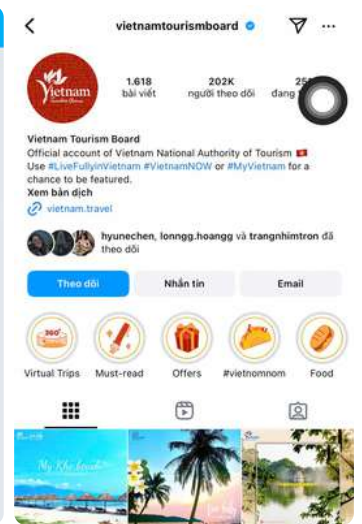 vietnamtourismboard
Vietnam
1.618 202K
bài viết người theo dõi đang
Vietnam Tourism Board
Official account of Vietnam National Authority of Tourism 🇻🇳
Use #LiveFullyinVietnam #VietnamNOW or #MyVietnam for a
chance to be featured.
Xem bản dịch
vietnam.travel
hyunechen, lonngg.hoangg và trangnhimtron đã
theo dõi
Theo dõi Nhắn tin Email
360°
Virtual Trips Must-read Offers #vietnomnom Food
My Khe beach